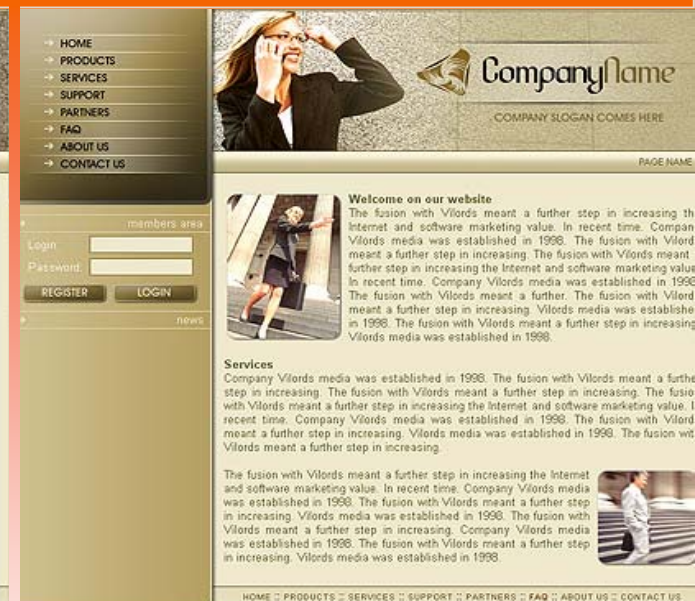 HOME
PRODUCTS
SERVICES
SUPPORT
PARTNERS
FAQ
ABOUT US
CONTACT US
CompanyName
COMPANY SLOGAN COMES HERE
PAGE NAME
members area
Login
Password:
REGISTER LOGIN
news
Welcome on our website
The fusion with Vilords meant a further step in increasing th
Internet and software marketing value. In recent time. Compan
Vilords media was established in 1998. The fusion with Vilord
meant a further step in increasing. The fusion with Vilords meant
further step in increasing the Internet and software marketing value
In recent time. Company Vilords media was established in 1998
The fusion with Vilords meant a further. The fusion with Vilord
meant a further step in increasing. Vilords media was establishe
in 1998. The fusion with Vilords meant a further step in increasing
Vilords media was established in 1998.
Services
Company Vilords media was established in 1998. The fusion with Vilords meant a furthe
step in increasing. The fusion with Vilords meant a further step in increasing. The fusio
with Vilords meant a further step in increasing the Internet and software marketing value. I
recent time. Company Vilords media was established in 1998. The fusion with Vilord
meant a further step in increasing. Vilords media was established in 1998. The fusion wit
Vilords meant a further step in increasing.
The fusion with Vilords meant a further step in increasing the Internet
and software marketing value. In recent time. Company Vilords media
was established in 1998. The fusion with Vilords meant a further step
in increasing. Vilords media was established in 1998. The fusion with
Vilords meant a further step in increasing. Company Vilords media
was established in 1998. The fusion with Vilords meant a further step
in increasing. Vilords media was established in 1998.
HOME :: PRODUCTS :: SERVICES :: SUPPORT :: PARTNERS :: FAQ :: ABOUT US :: CONTACT US